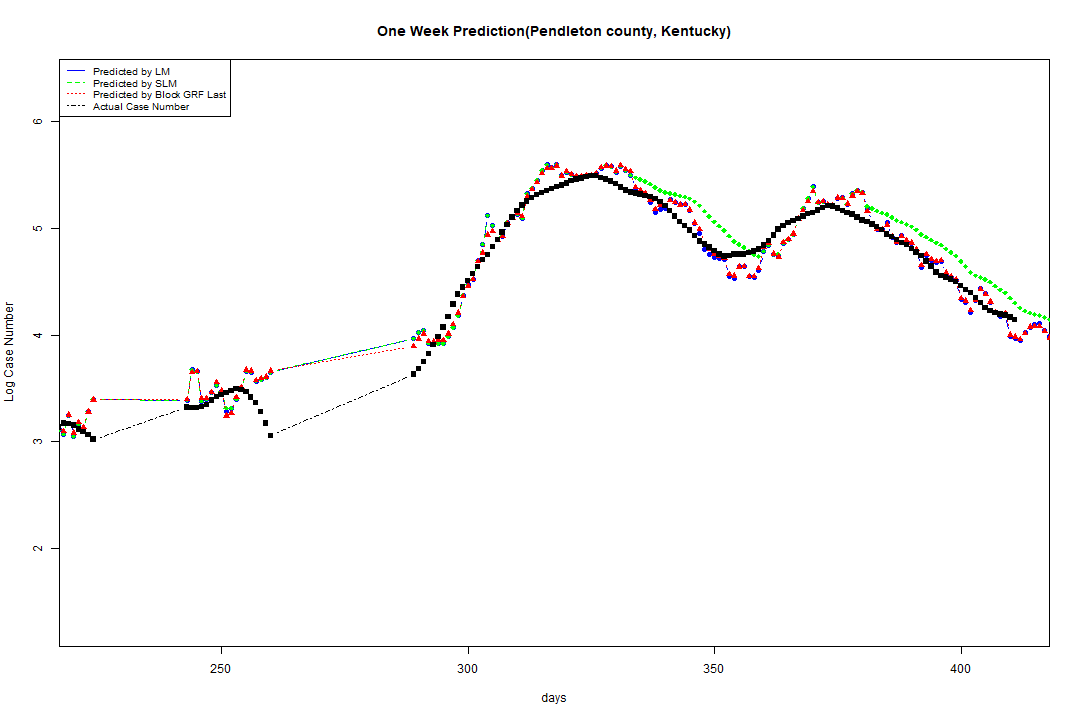 One Week Prediction(Pendleton county, Kentucky)
Predicted by LM
Predicted by SLM
Predicted by Block GRF Last
Actual Case Number
Log Case Number
6
5
4
3
2
250 300 350 400
days